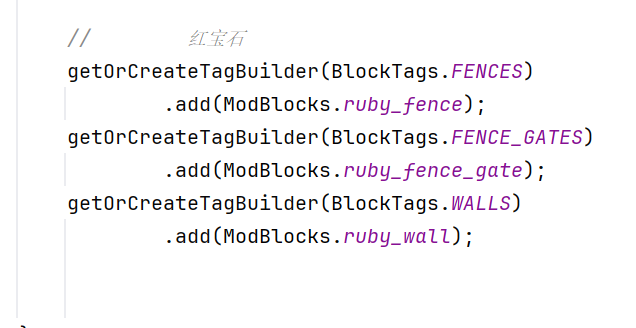 //        红宝石
getOrCreateTagBuilder(BlockTags.FENCES)
        .add(ModBlocks.ruby_fence);
getOrCreateTagBuilder(BlockTags.FENCE_GATES)
        .add(ModBlocks.ruby_fence_gate);
getOrCreateTagBuilder(BlockTags.WALLS)
        .add(ModBlocks.ruby_wall);